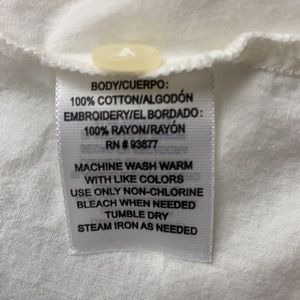 BODY/CUERPO:
100% COTTON/ALGODÓN
EMBROIDERY/EL BORDADO:
100% RAYON/RAYÓN
RN # 93677
MACHINE WASH WARM
WITH LIKE COLORS
USE ONLY NON-CHLORINE
BLEACH WHEN NEEDED
TUMBLE DRY
STEAM IRON AS NEEDED